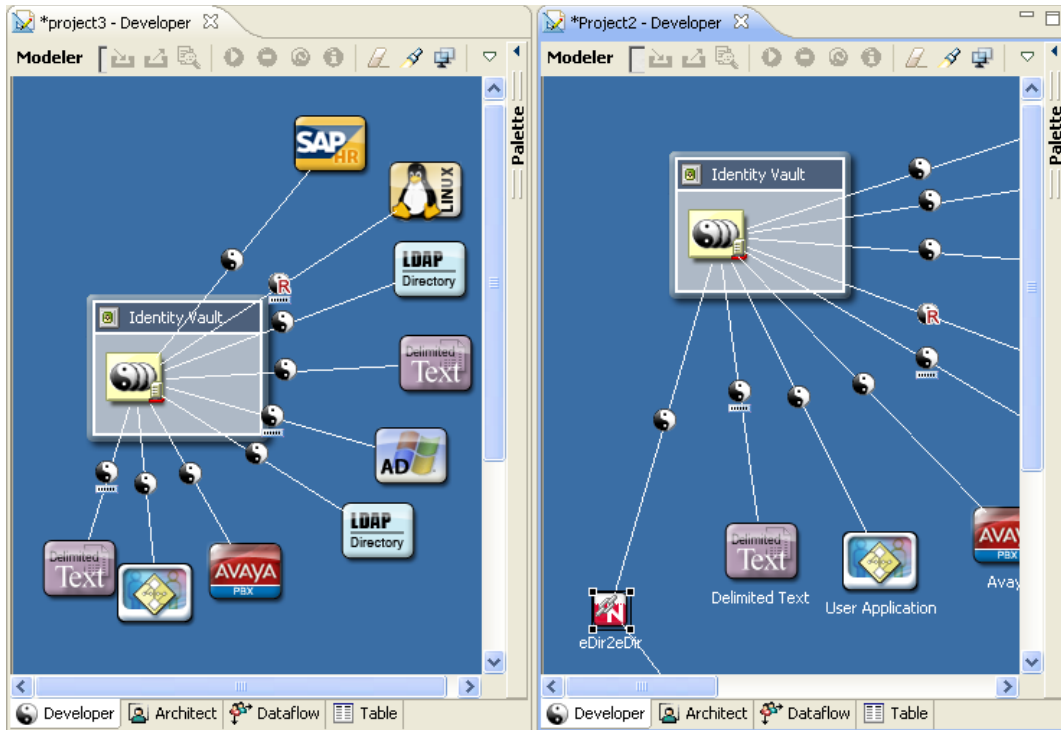 *project3 - Developer
Modeler
Palette
SAP HR
LINUX
LDAP
Directory
Identity Vault
Delimited
Text
AD
LDAP
Directory
Delimited
Text
AVAYA
PBX
Developer
Architect
Dataflow
Table
*Project2 - Developer
Modeler
Palette
Identity Vault
R
R
Delimited
Text
Delimited Text
User Application
AVAY
PBX
Avay
N
eDir2eDir
Developer
Architect
Dataflow
Table